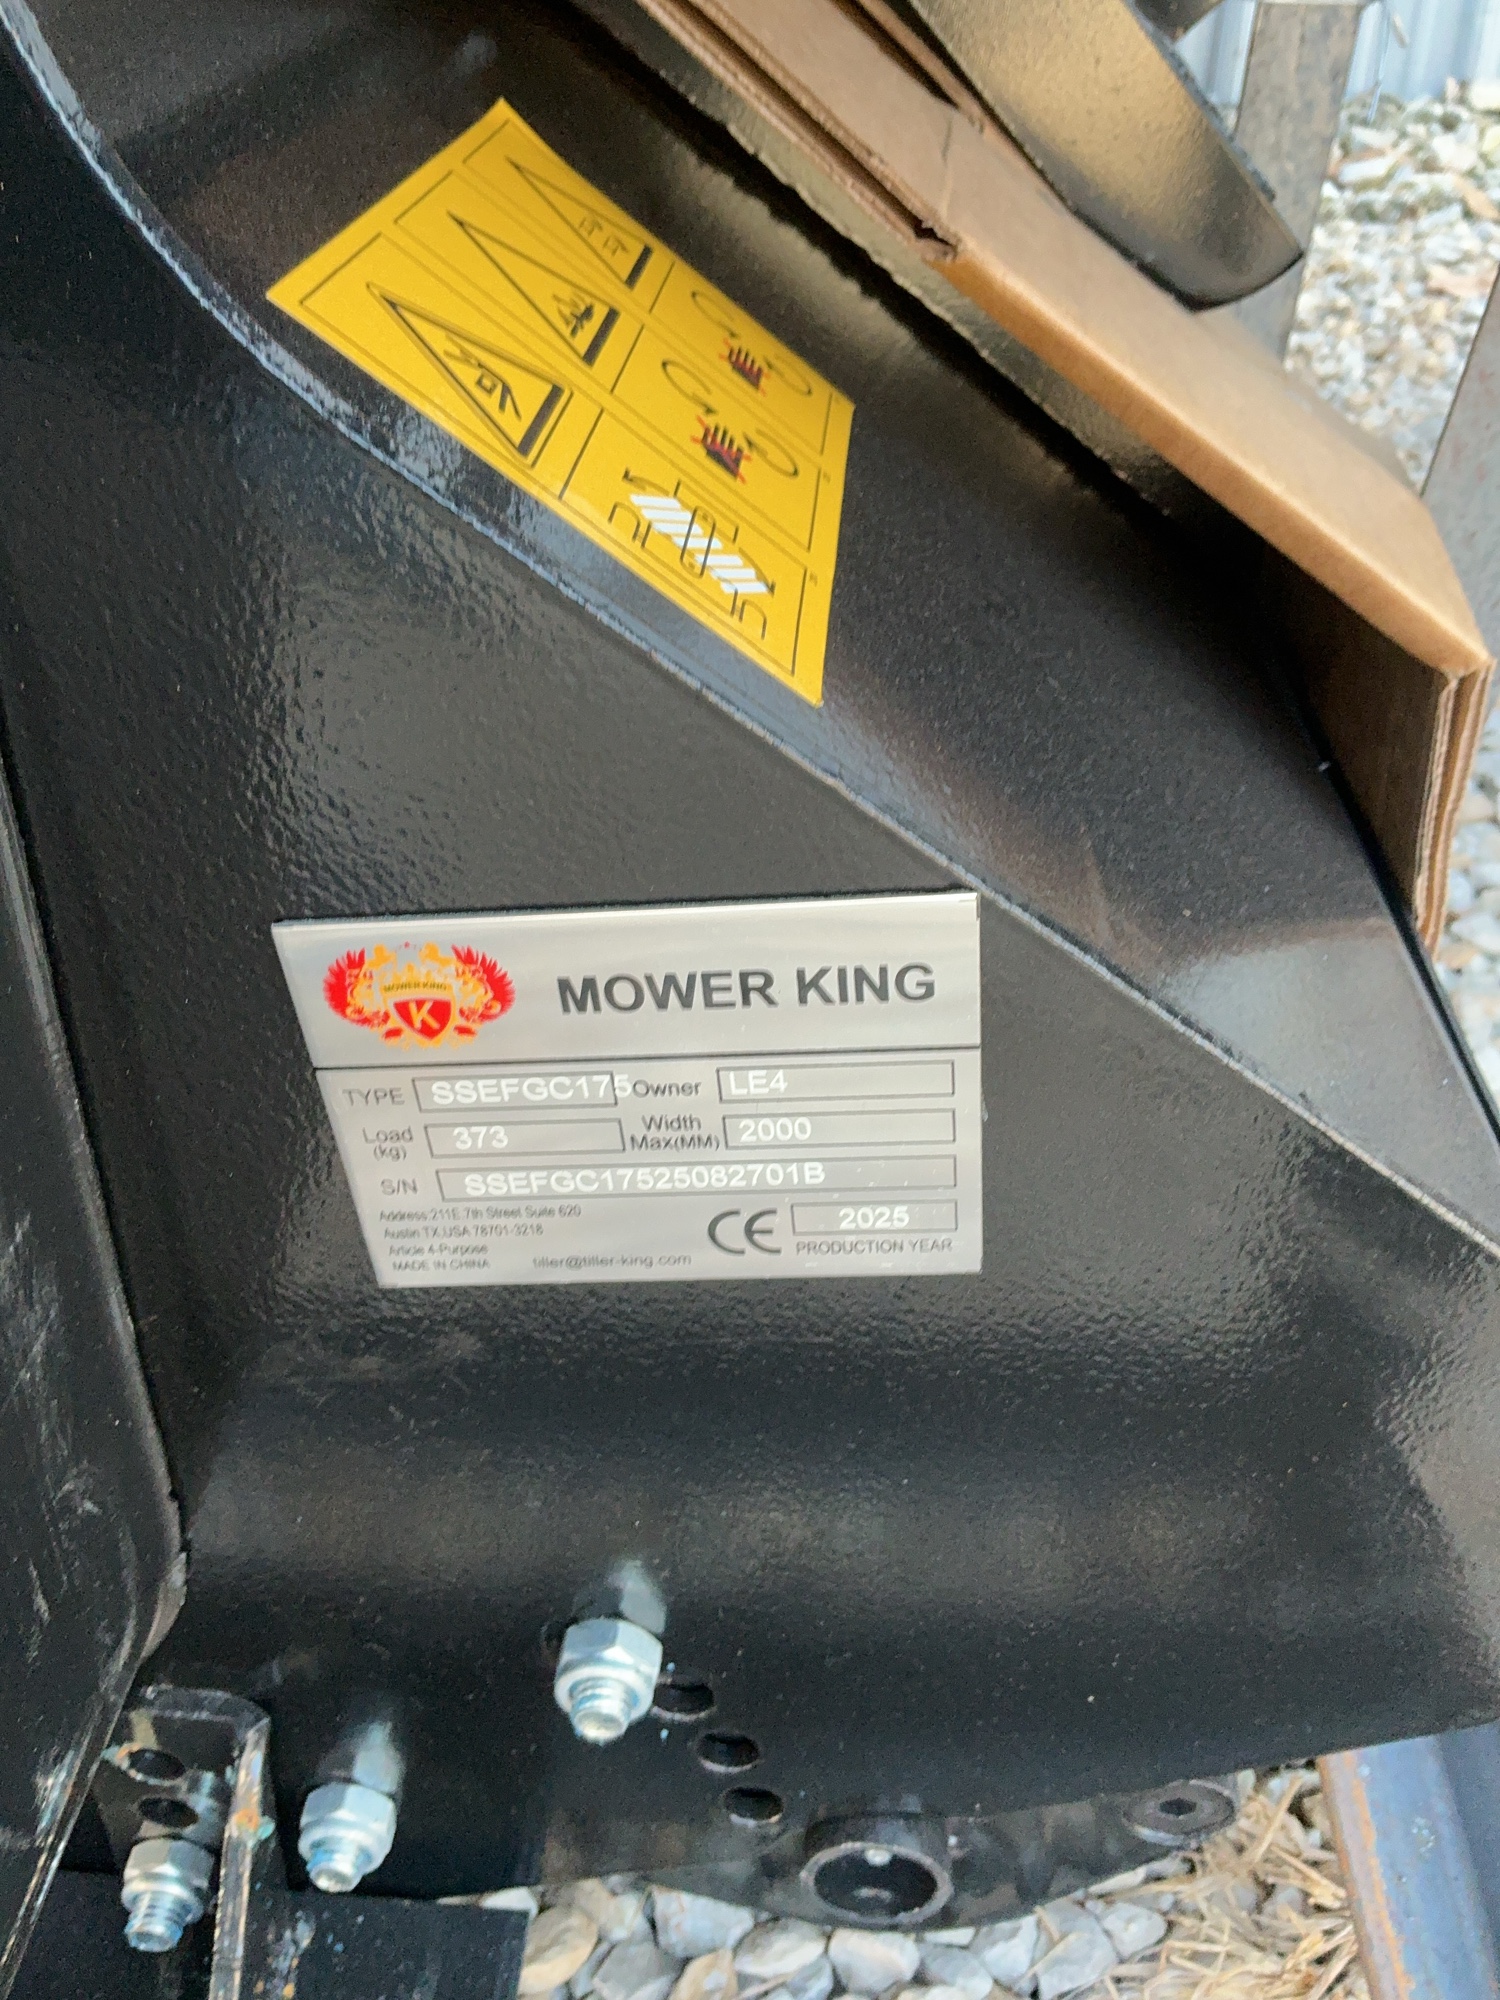 MOWER KING
K
MOWER KING
TYPE SSEFGC175 Owner LE4
Load (kg) 373 Width Max(MM) 2000
S/N SSEFGC17525082701B
Address:211E.7th Street Suite 620
Austin TX,USA 78701-3218
Article 4-Purpose
MADE IN CHINA tiller@tiller-king.com
CE 2025
PRODUCTION YEAR